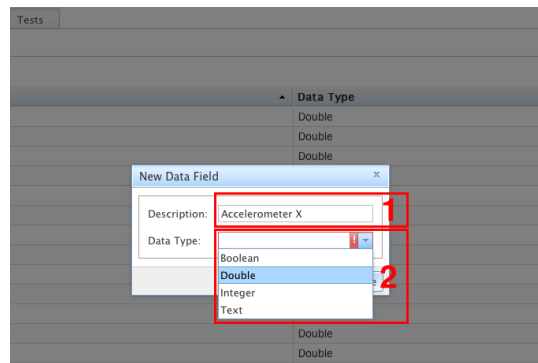 Tests
Data Type
Double
Double
Double
New Data Field x
Description: Accelerometer X 1
Data Type: !
Boolean
Double
Integer 2
Text
Double
Double